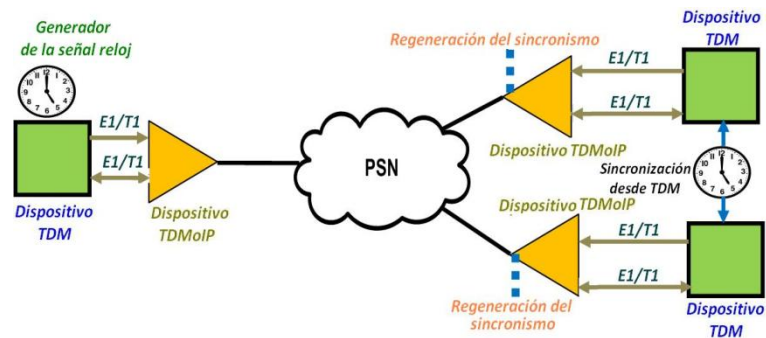 Generador
de la señal reloj
E1/T1
E1/T1
Dispositivo
TDM
Dispositivo
TDMoIP
PSN
Regeneración del sincronismo
Dispositivo
TDM
E1/T1
E1/T1
Dispositivo TDMoIP
Sincronización
desde TDM
Dispositivo TDMoIP
E1/T1
E1/T1
Regeneración del
sincronismo
Dispositivo
TDM